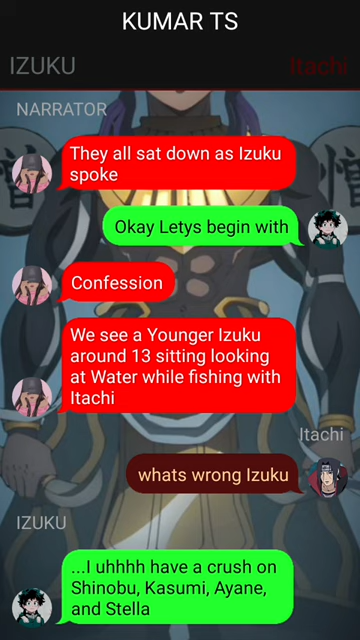 KUMAR TS
IZUKU Itachi
NARRATOR
They all sat down as Izuku
spoke
Okay Letys begin with
Confession
We see a Younger Izuku
around 13 sitting looking
at Water while fishing with
Itachi
Itachi
whats wrong Izuku
IZUKU
...I uhhhh have a crush on
Shinobu, Kasumi, Ayane,
and Stella